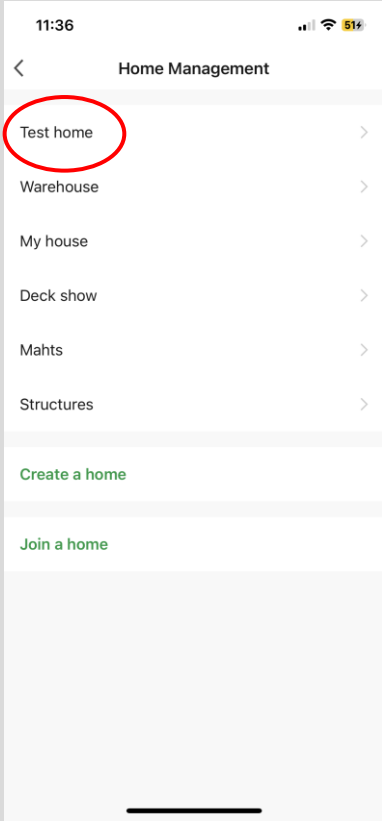 11:36
51
Home Management
Test home
Warehouse
My house
Deck show
Mahts
Structures
Create a home
Join a home